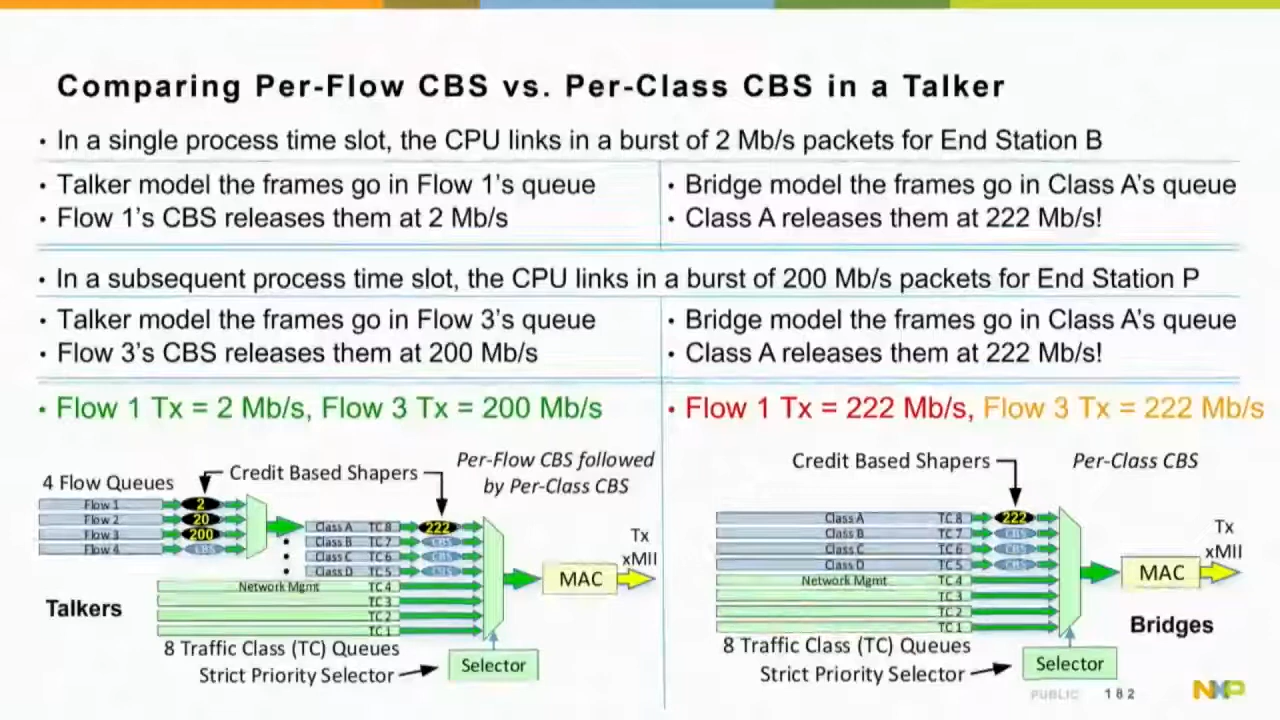 Comparing Per-Flow CBS vs. Per-Class CBS in a Talker
• In a single process time slot, the CPU links in a burst of 2 Mb/s packets for End Station B
• Talker model the frames go in Flow 1's queue
• Flow 1's CBS releases them at 2 Mb/s
• Bridge model the frames go in Class A's queue
• Class A releases them at 222 Mb/s!
• In a subsequent process time slot, the CPU links in a burst of 200 Mb/s packets for End Station P
• Talker model the frames go in Flow 3's queue
• Flow 3's CBS releases them at 200 Mb/s
• Bridge model the frames go in Class A's queue
• Class A releases them at 222 Mb/s!
• Flow 1 Tx = 2 Mb/s, Flow 3 Tx = 200 Mb/s
• Flow 1 Tx = 222 Mb/s, Flow 3 Tx = 222 Mb/s
4 Flow Queues
Credit Based Shapers
Per-Flow CBS followed
by Per-Class CBS
Flow 1 2
Flow 2 20
Flow 3 200
Flow 4 CBS
Class A TC 8 222
Class B TC 7 CBS
Class C TC 6 CBS
Class D TC 5 CBS
Network Mgmt TC 4
TC 3
TC 2
TC 1
MAC
Tx
xMII
Talkers
8 Traffic Class (TC) Queues
Strict Priority Selector
Selector
Credit Based Shapers
Per-Class CBS
Class A TC 8 222
Class B TC 7 CBS
Class C TC 6 CBS
Class D TC 5 CBS
Network Mgmt TC 4
TC 3
TC 2
TC 1
MAC
Tx
xMII
Bridges
8 Traffic Class (TC) Queues
Strict Priority Selector
Selector
PUBLIC 182
NXP